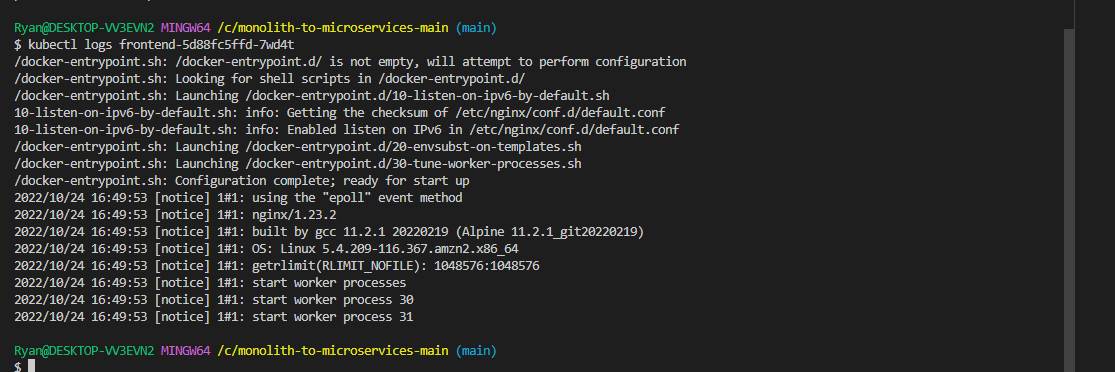 Ryan@DESKTOP-VV3EVN2 MINGW64 /c/monolith-to-microservices-main (main)
$ kubectl logs frontend-5d88fc5ffd-7wd4t
/docker-entrypoint.sh: /docker-entrypoint.d/ is not empty, will attempt to perform configuration
/docker-entrypoint.sh: Looking for shell scripts in /docker-entrypoint.d/
/docker-entrypoint.sh: Launching /docker-entrypoint.d/10-listen-on-ipv6-by-default.sh
10-listen-on-ipv6-by-default.sh: info: Getting the checksum of /etc/nginx/conf.d/default.conf
10-listen-on-ipv6-by-default.sh: info: Enabled listen on IPv6 in /etc/nginx/conf.d/default.conf
/docker-entrypoint.sh: Launching /docker-entrypoint.d/20-envsubst-on-templates.sh
/docker-entrypoint.sh: Launching /docker-entrypoint.d/30-tune-worker-processes.sh
/docker-entrypoint.sh: Configuration complete; ready for start up
2022/10/24 16:49:53 [notice] 1#1: using the "epoll" event method
2022/10/24 16:49:53 [notice] 1#1: nginx/1.23.2
2022/10/24 16:49:53 [notice] 1#1: built by gcc 11.2.1 20220219 (Alpine 11.2.1_git20220219)
2022/10/24 16:49:53 [notice] 1#1: OS: Linux 5.4.209-116.367.amzn2.x86_64
2022/10/24 16:49:53 [notice] 1#1: getrlimit(RLIMIT_NOFILE): 1048576:1048576
2022/10/24 16:49:53 [notice] 1#1: start worker processes
2022/10/24 16:49:53 [notice] 1#1: start worker process 30
2022/10/24 16:49:53 [notice] 1#1: start worker process 31
Ryan@DESKTOP-VV3EVN2 MINGW64 /c/monolith-to-microservices-main (main)
$